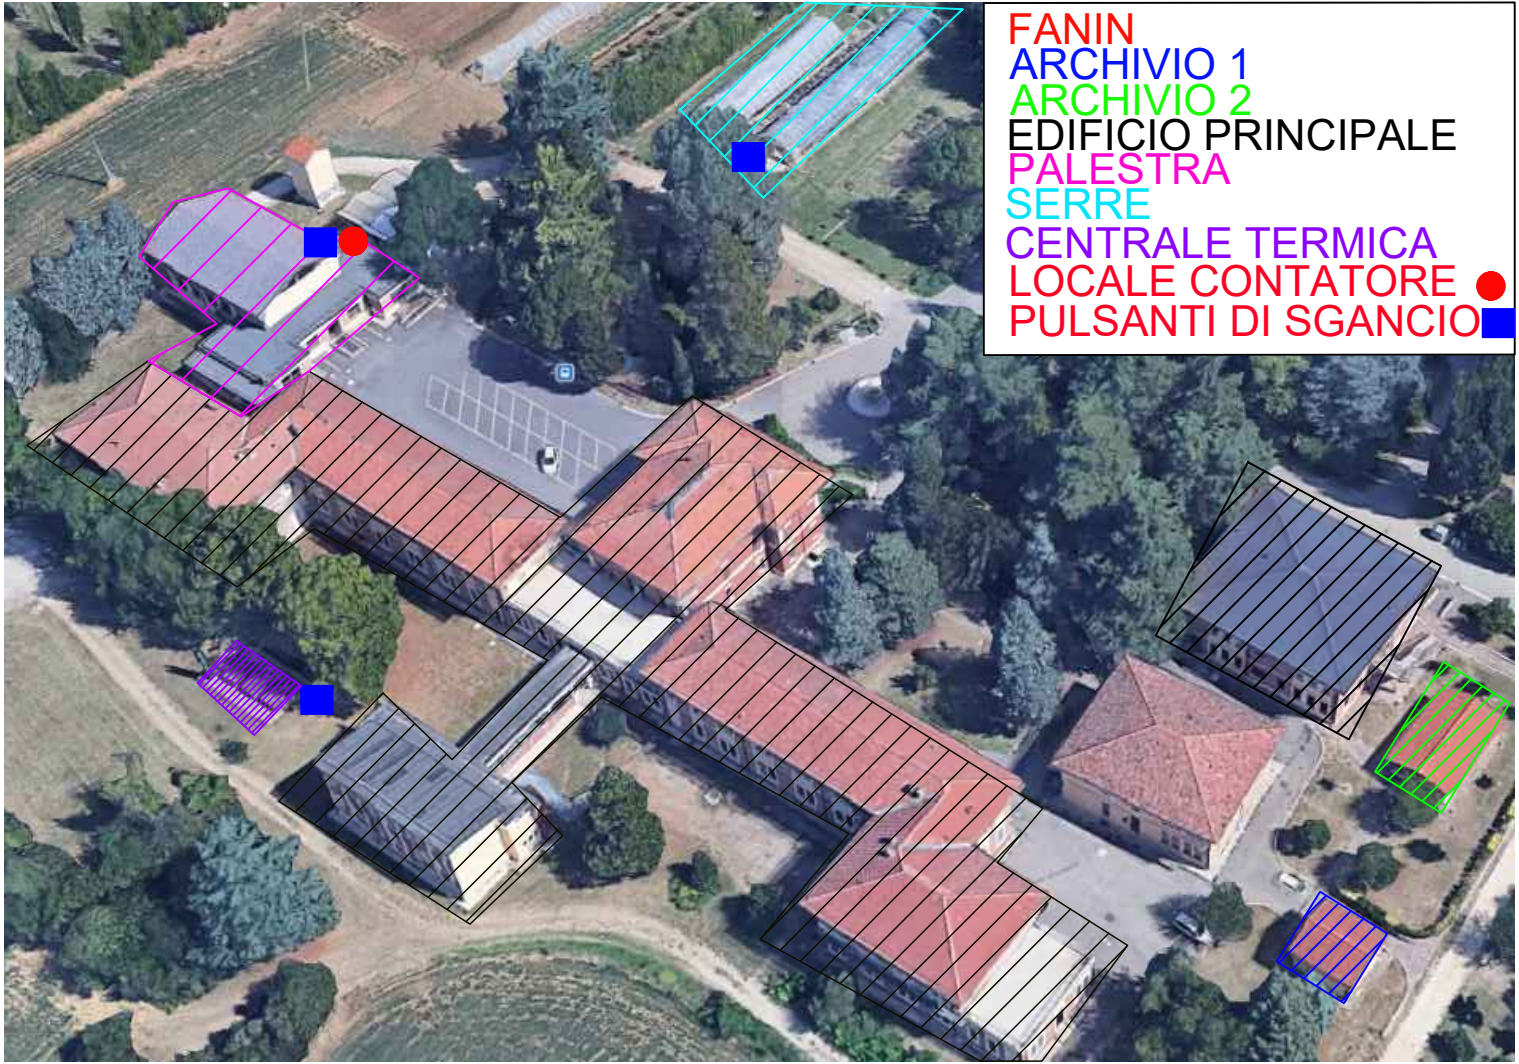 FANIN
ARCHIVIO 1
ARCHIVIO 2
EDIFICIO PRINCIPALE
PALESTRA
SERRE
CENTRALE TERMICA
LOCALE CONTATORE
PULSANTI DI SGANCIO